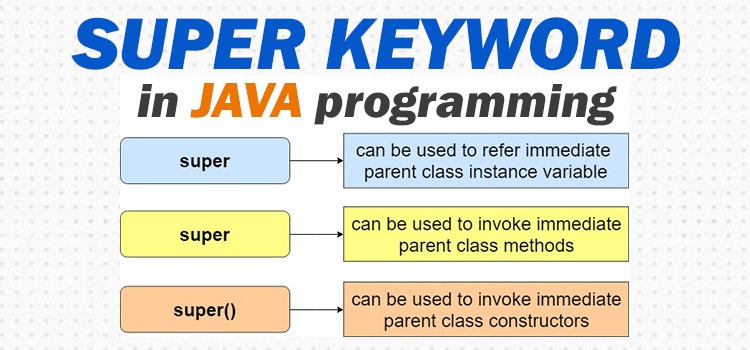 SUPER KEYWORD
in JAVA programming
super
can be used to refer immediate
parent class instance variable
super
can be used to invoke immediate
parent class methods
super()
can be used to invoke immediate
parent class constructors